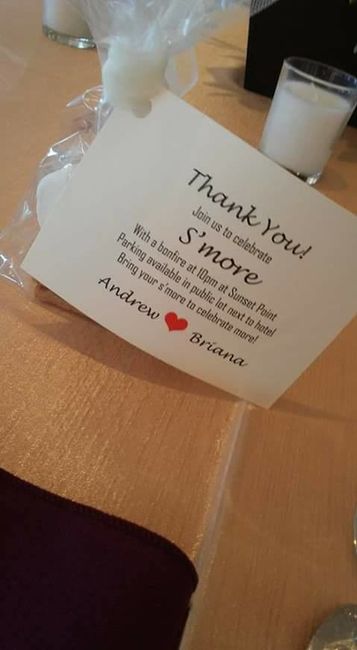 Thank You!
Join us to celebrate
S'more
With a bonfire at 10pm at Sunset Point
Parking available in public lot next to hotel
Bring your s'more to celebrate more!
Andrew ❤ Briana